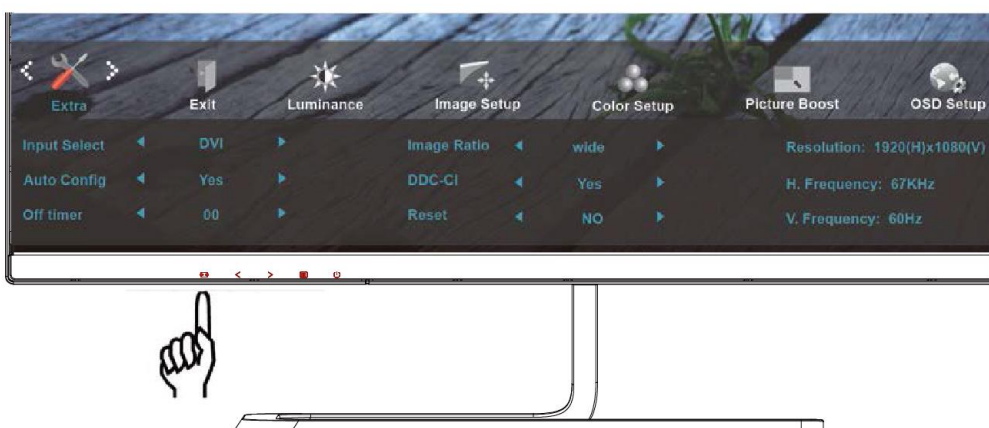 Extra Exit Luminance Image Setup Color Setup Picture Boost OSD Setup
Input Select DVI Image Ratio wide Resolution: 1920(H)x1080(V)
Auto Config Yes DDC-CI Yes H. Frequency: 67KHz
Off timer 00 Reset NO V. Frequency: 60Hz